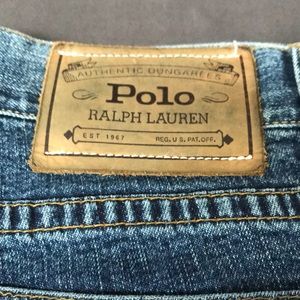 AUTHENTIC DUNGAREES
Polo
RALPH LAUREN
EST 1967 REG. U.S. PAT. OFF.